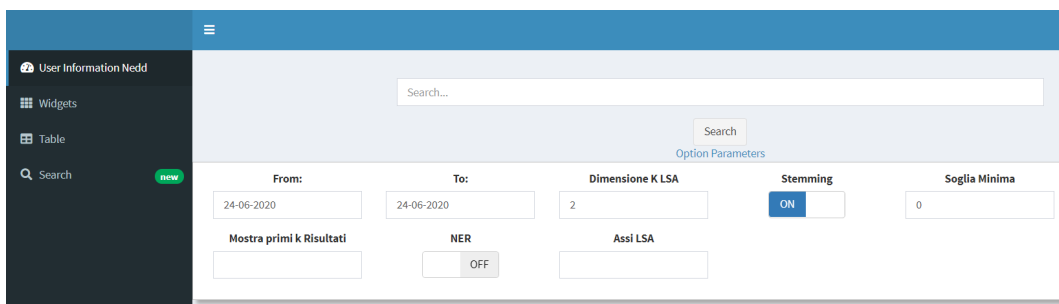 User Information Nedd
Widgets
Table
Search new
Search...
Search
Option Parameters
From: To: Dimensione K LSA Stemming Soglia Minima
24-06-2020 24-06-2020 2 ON 0
Mostra primi k Risultati NER Assi LSA
OFF